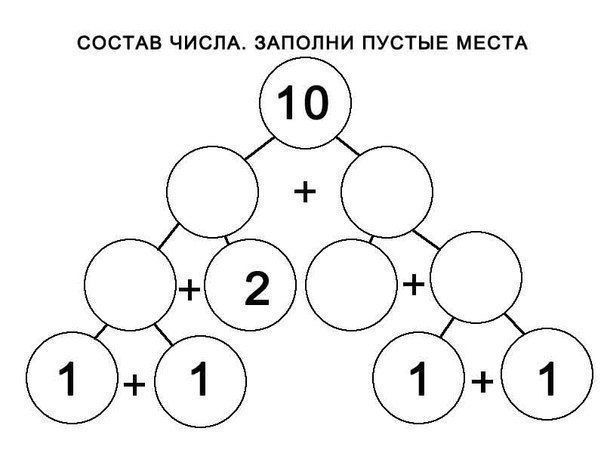 СОСТАВ ЧИСЛА. ЗАПОЛНИ ПУСТЫЕ МЕСТА
10
+
+ 2 +
1 + 1 1 + 1